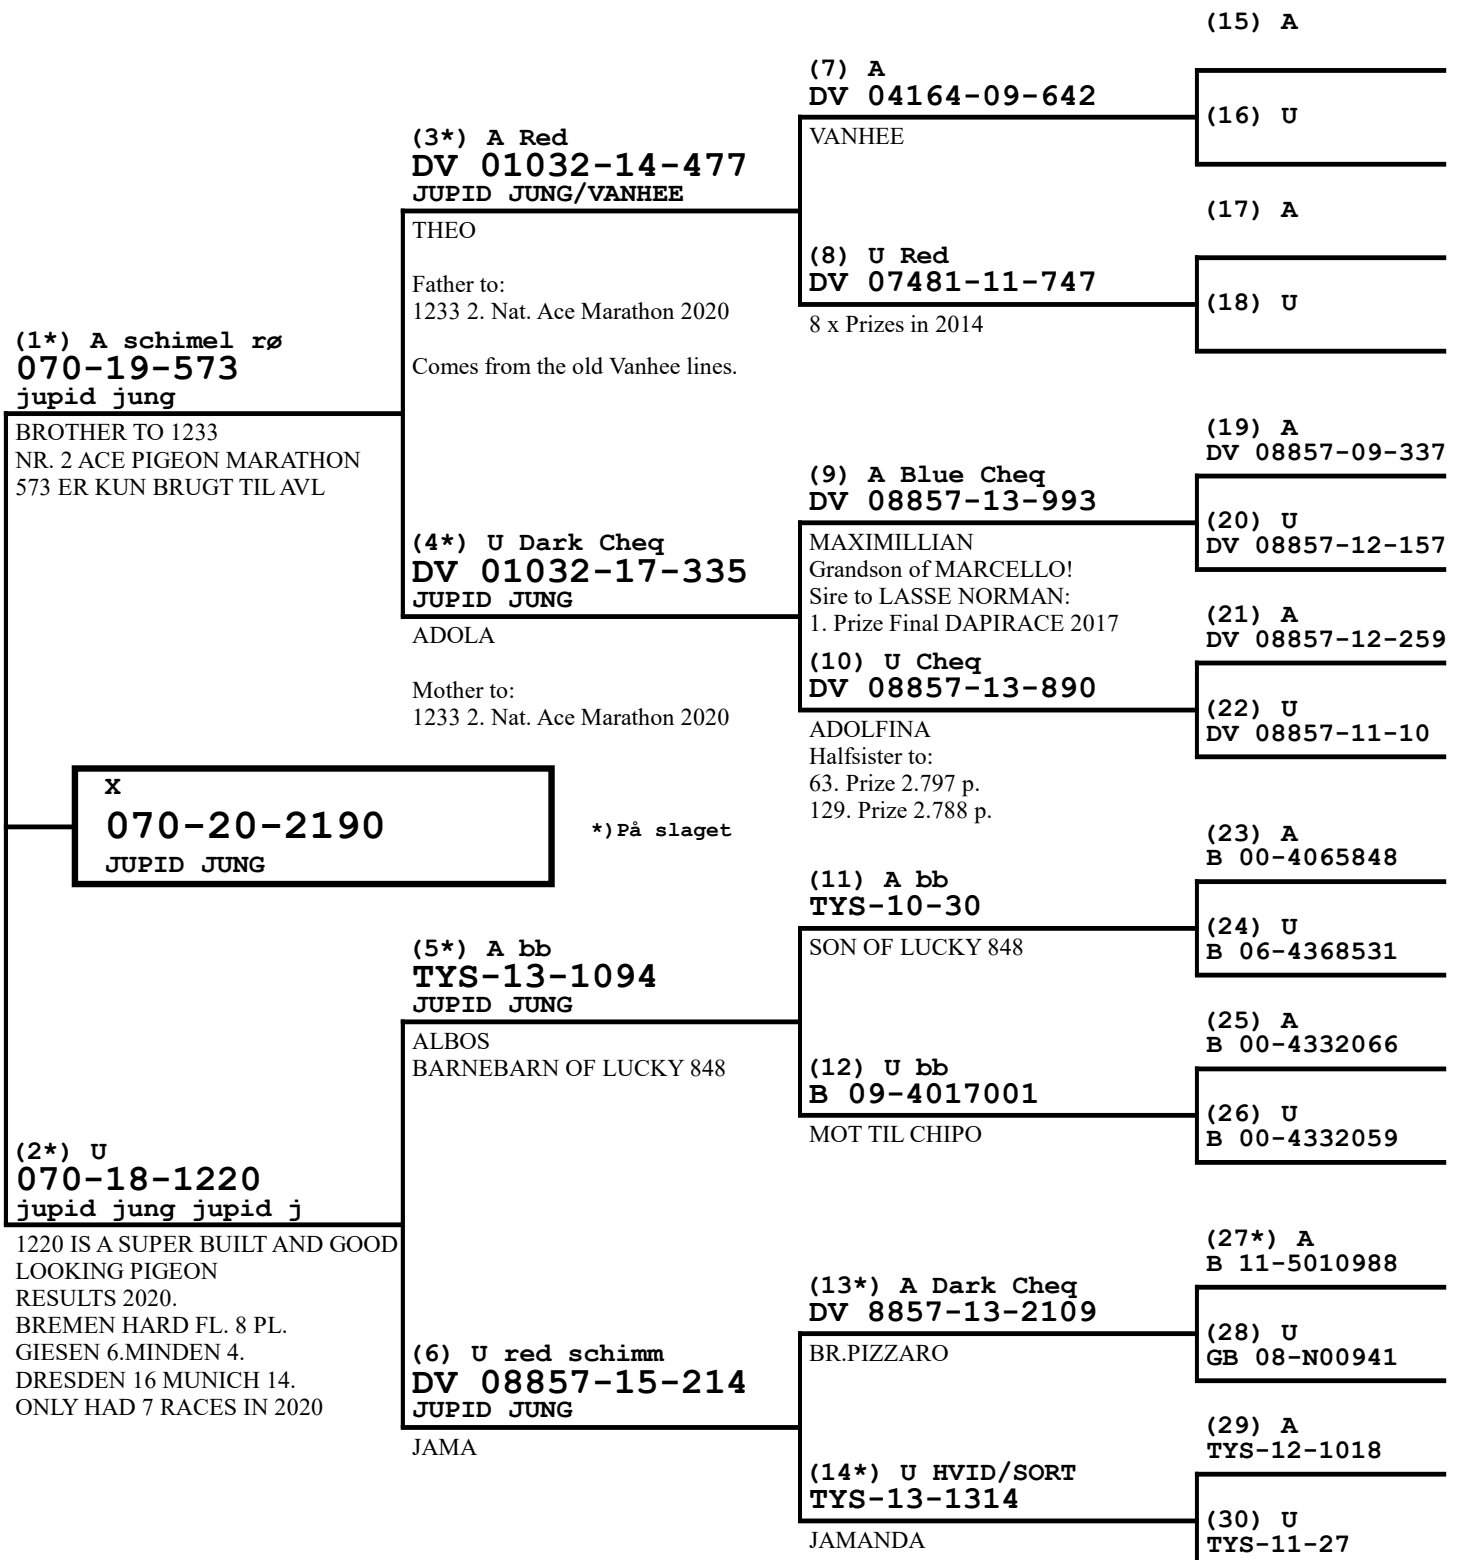 (1*) A schimel rø
070-19-573
jupid jung
BROTHER TO 1233
NR. 2 ACE PIGEON MARATHON
573 ER KUN BRUGT TIL AVL
X
070-20-2190
JUPID JUNG
*)På slaget
(2*) U
070-18-1220
jupid jung jupid j
1220 IS A SUPER BUILT AND GOOD
LOOKING PIGEON
RESULTS 2020.
BREMEN HARD FL. 8 PL.
GIESEN 6.MINDEN 4.
DRESDEN 16 MUNICH 14.
ONLY HAD 7 RACES IN 2020
(3*) A Red
DV 01032-14-477
JUPID JUNG/VANHEE
THEO
Father to:
1233 2. Nat. Ace Marathon 2020
Comes from the old Vanhee lines.
(4*) U Dark Cheq
DV 01032-17-335
JUPID JUNG
ADOLA
Mother to:
1233 2. Nat. Ace Marathon 2020
(5*) A bb
TYS-13-1094
JUPID JUNG
ALBOS
BARNEBARN OF LUCKY 848
(6) U red schimm
DV 08857-15-214
JUPID JUNG
JAMA
(7) A
DV 04164-09-642
VANHEE
(8) U Red
DV 07481-11-747
8 x Prizes in 2014
(9) A Blue Cheq
DV 08857-13-993
MAXIMILLIAN
Grandson of MARCELLO!
Sire to LASSE NORMAN:
1. Prize Final DAPIRACE 2017
(10) U Cheq
DV 08857-13-890
ADOLFINA
Halfsister to:
63. Prize 2.797 p.
129. Prize 2.788 p.
(11) A bb
TYS-10-30
SON OF LUCKY 848
(12) U bb
B 09-4017001
MOT TIL CHIPO
(13*) A Dark Cheq
DV 8857-13-2109
BR.PIZZARO
(14*) U HVID/SORT
TYS-13-1314
JAMANDA
(15) A
(16) U
(17) A
(18) U
(19) A
DV 08857-09-337
(20) U
DV 08857-12-157
(21) A
DV 08857-12-259
(22) U
DV 08857-11-10
(23) A
B 00-4065848
(24) U
B 06-4368531
(25) A
B 00-4332066
(26) U
B 00-4332059
(27*) A
B 11-5010988
(28) U
GB 08-N00941
(29) A
TYS-12-1018
(30) U
TYS-11-27